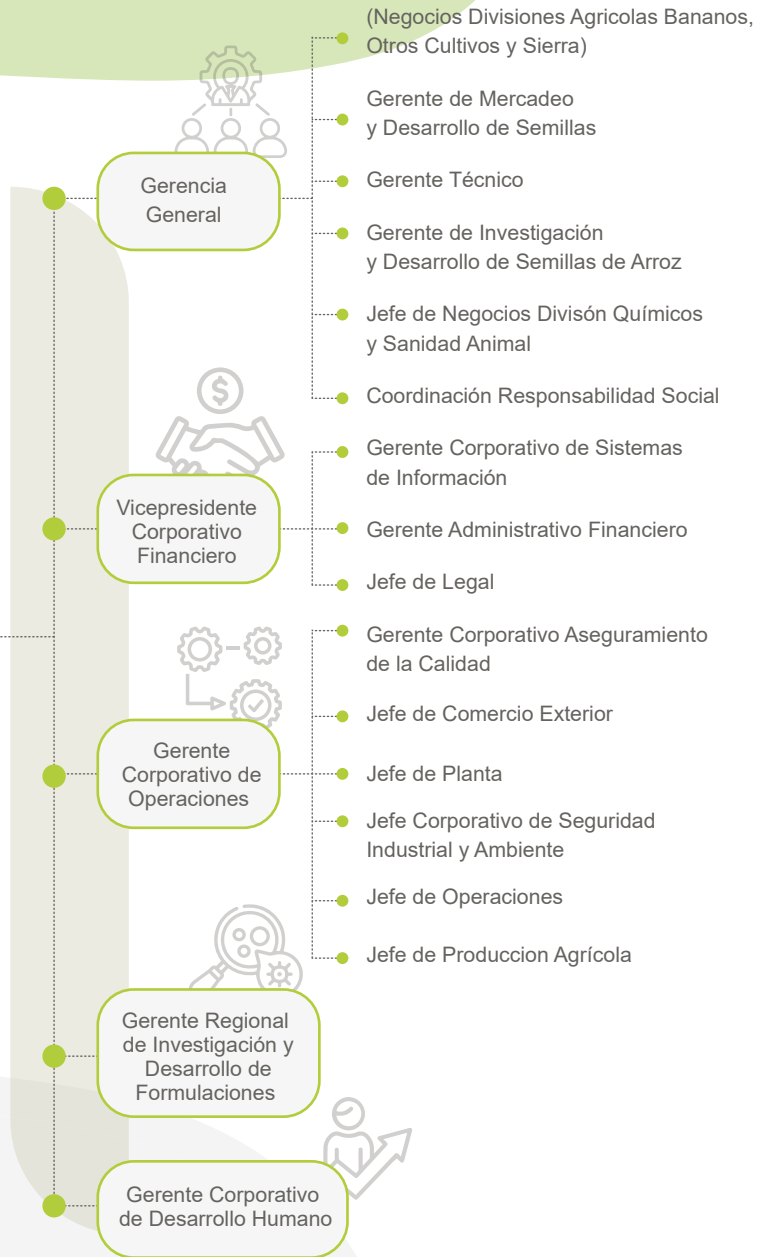 (Negocios Divisiones Agricolas Bananos,
Otros Cultivos y Sierra)
Gerente de Mercadeo
y Desarrollo de Semillas
Gerencia
General
Gerente Técnico
Gerente de Investigación
y Desarrollo de Semillas de Arroz
Jefe de Negocios Divisón Químicos
y Sanidad Animal
Coordinación Responsabilidad Social
Vicepresidente
Corporativo
Financiero
Gerente Corporativo de Sistemas
de Información
Gerente Administrativo Financiero
Jefe de Legal
Gerente
Corporativo de
Operaciones
Gerente Corporativo Aseguramiento
de la Calidad
Jefe de Comercio Exterior
Jefe de Planta
Jefe Corporativo de Seguridad
Industrial y Ambiente
Jefe de Operaciones
Jefe de Produccion Agrícola
Gerente Regional
de Investigación y
Desarrollo de
Formulaciones
Gerente Corporativo
de Desarrollo Humano